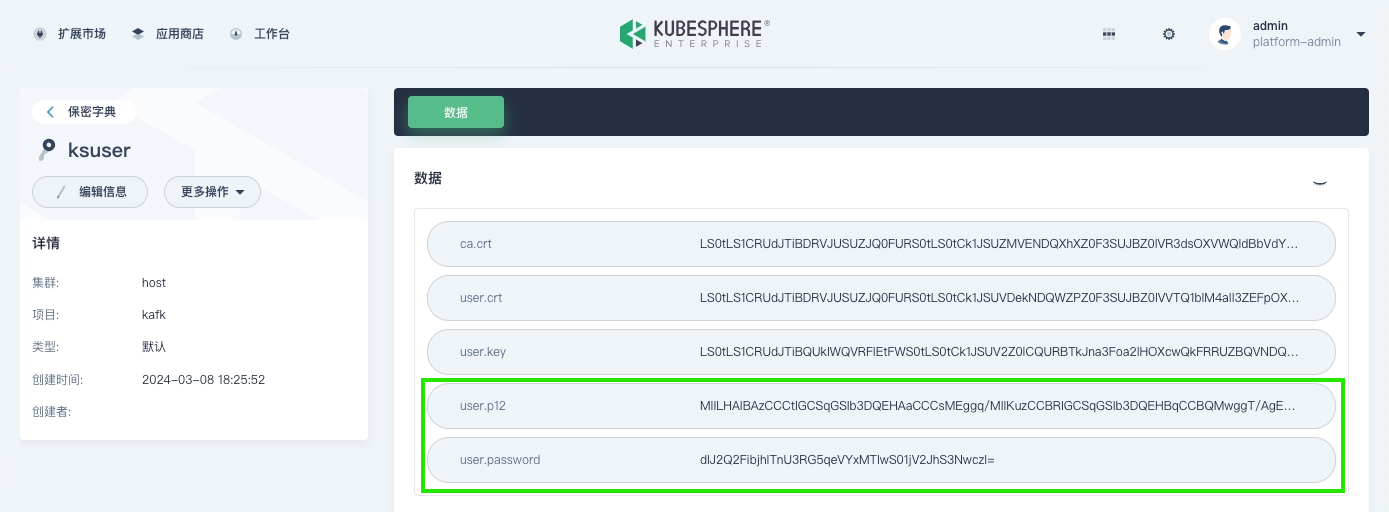 扩展市场 应用商店 工作台
KUBESPHERE®
ENTERPRISE
admin
platform-admin
保密字典
ksuser
编辑信息 更多操作
详情
集群: host
项目: kafk
类型: 默认
创建时间: 2024-03-08 18:25:52
创建者:
数据
数据
ca.crt LS0tLS1CRUdJTiBDRVJUSUZJQ0FURS0tLS0tCk1JSUZMVENDQXhXZ0F3SUJBZ0lVR3dsOXVWQldBbVdY...
user.crt LS0tLS1CRUdJTiBDRVJUSUZJQ0FURS0tLS0tCk1JSUVDekNDQWZPZ0F3SUJBZ0lVVTQ1blM4all3ZEFpOX...
user.key LS0tLS1CRUdJTiBQUklWQVRFIEtFWS0tLS0tCk1JSUV2Z0lCQURBTkJna3Foa2lHOXcwQkFRRUZBQVNDQ...
user.p12 MIILHAIBAzCCCtIGCSqGSIb3DQEHAaCCCsMEggq/MIIKuzCCBRIGCSqGSIb3DQEHBqCCBQMwggT/AgE...
user.password dlJ2Q2FibjhlTnU3RG5qeVYxMTlwS01jV2JhS3Nwczl=